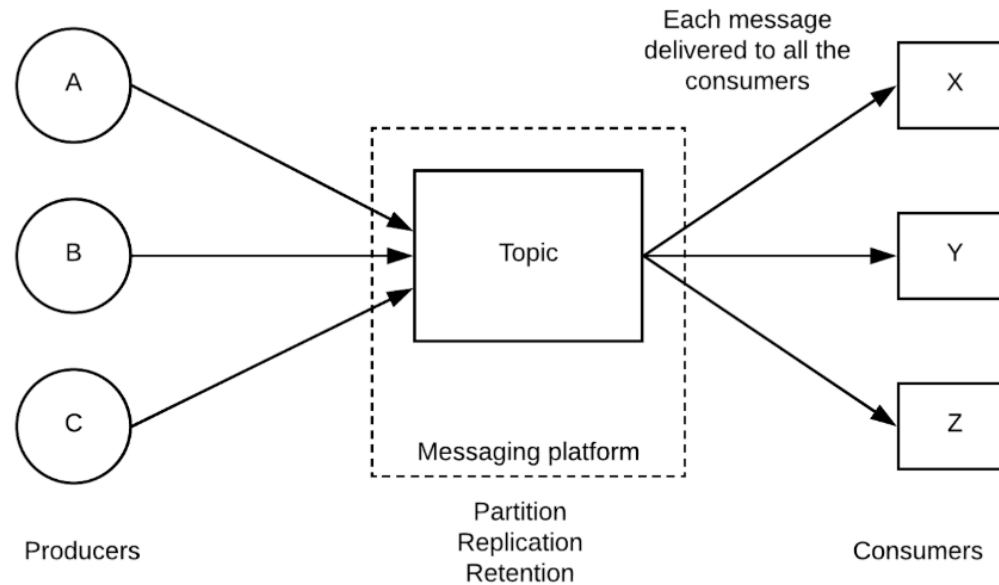 Each message
delivered to all the
consumers
A
X
B
Topic
Y
C
Z
Messaging platform
Partition
Replication
Retention
Producers
Consumers